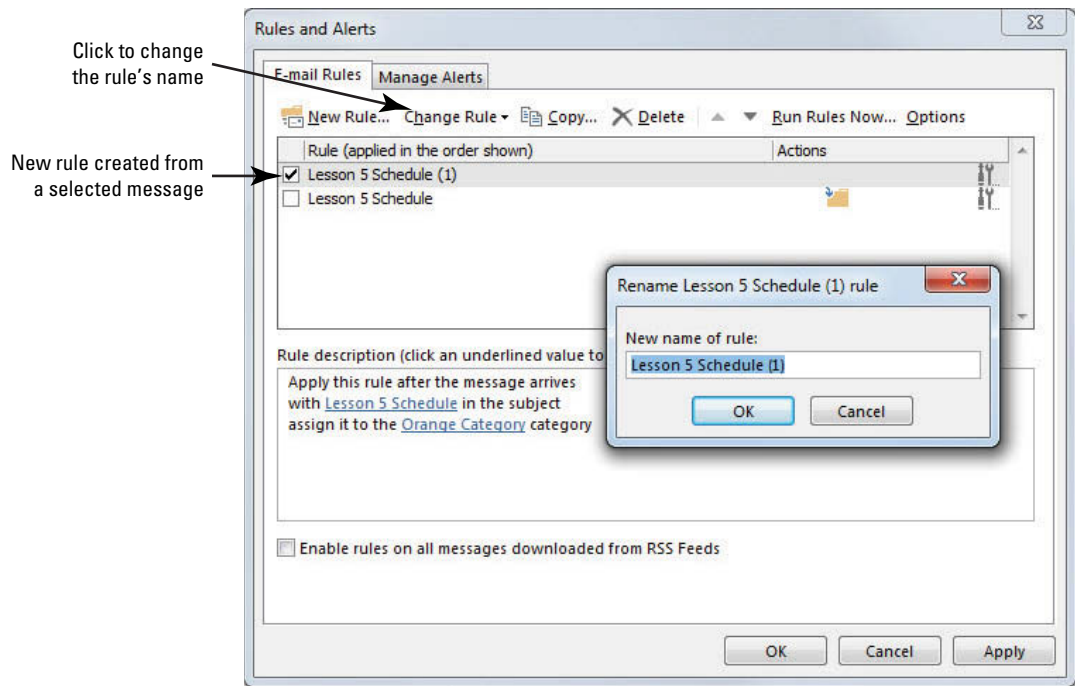 Rules and Alerts
Click to change
the rule's name
E-mail Rules
Manage Alerts
New Rule... Change Rule Copy... Delete Run Rules Now... Options
Rule (applied in the order shown) Actions
New rule created from
a selected message
Lesson 5 Schedule (1)
Lesson 5 Schedule
Rename Lesson 5 Schedule (1) rule
New name of rule:
Lesson 5 Schedule (1)
OK Cancel
Rule description (click an underlined value to
Apply this rule after the message arrives
with Lesson 5 Schedule in the subject
assign it to the Orange Category category
Enable rules on all messages downloaded from RSS Feeds
OK Cancel Apply